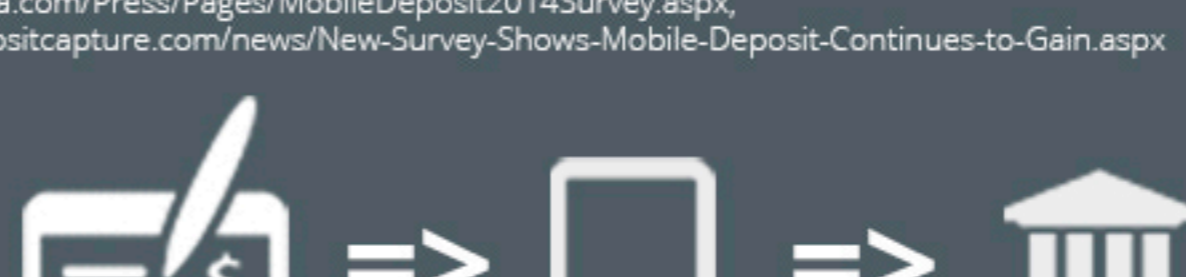 a.com/Press/Pages/MobileDeposit2014Survey.aspx,
ositcapture.com/news/New-Survey-Shows-Mobile-Deposit-Continues-to-Gain.aspx
$
=> =>